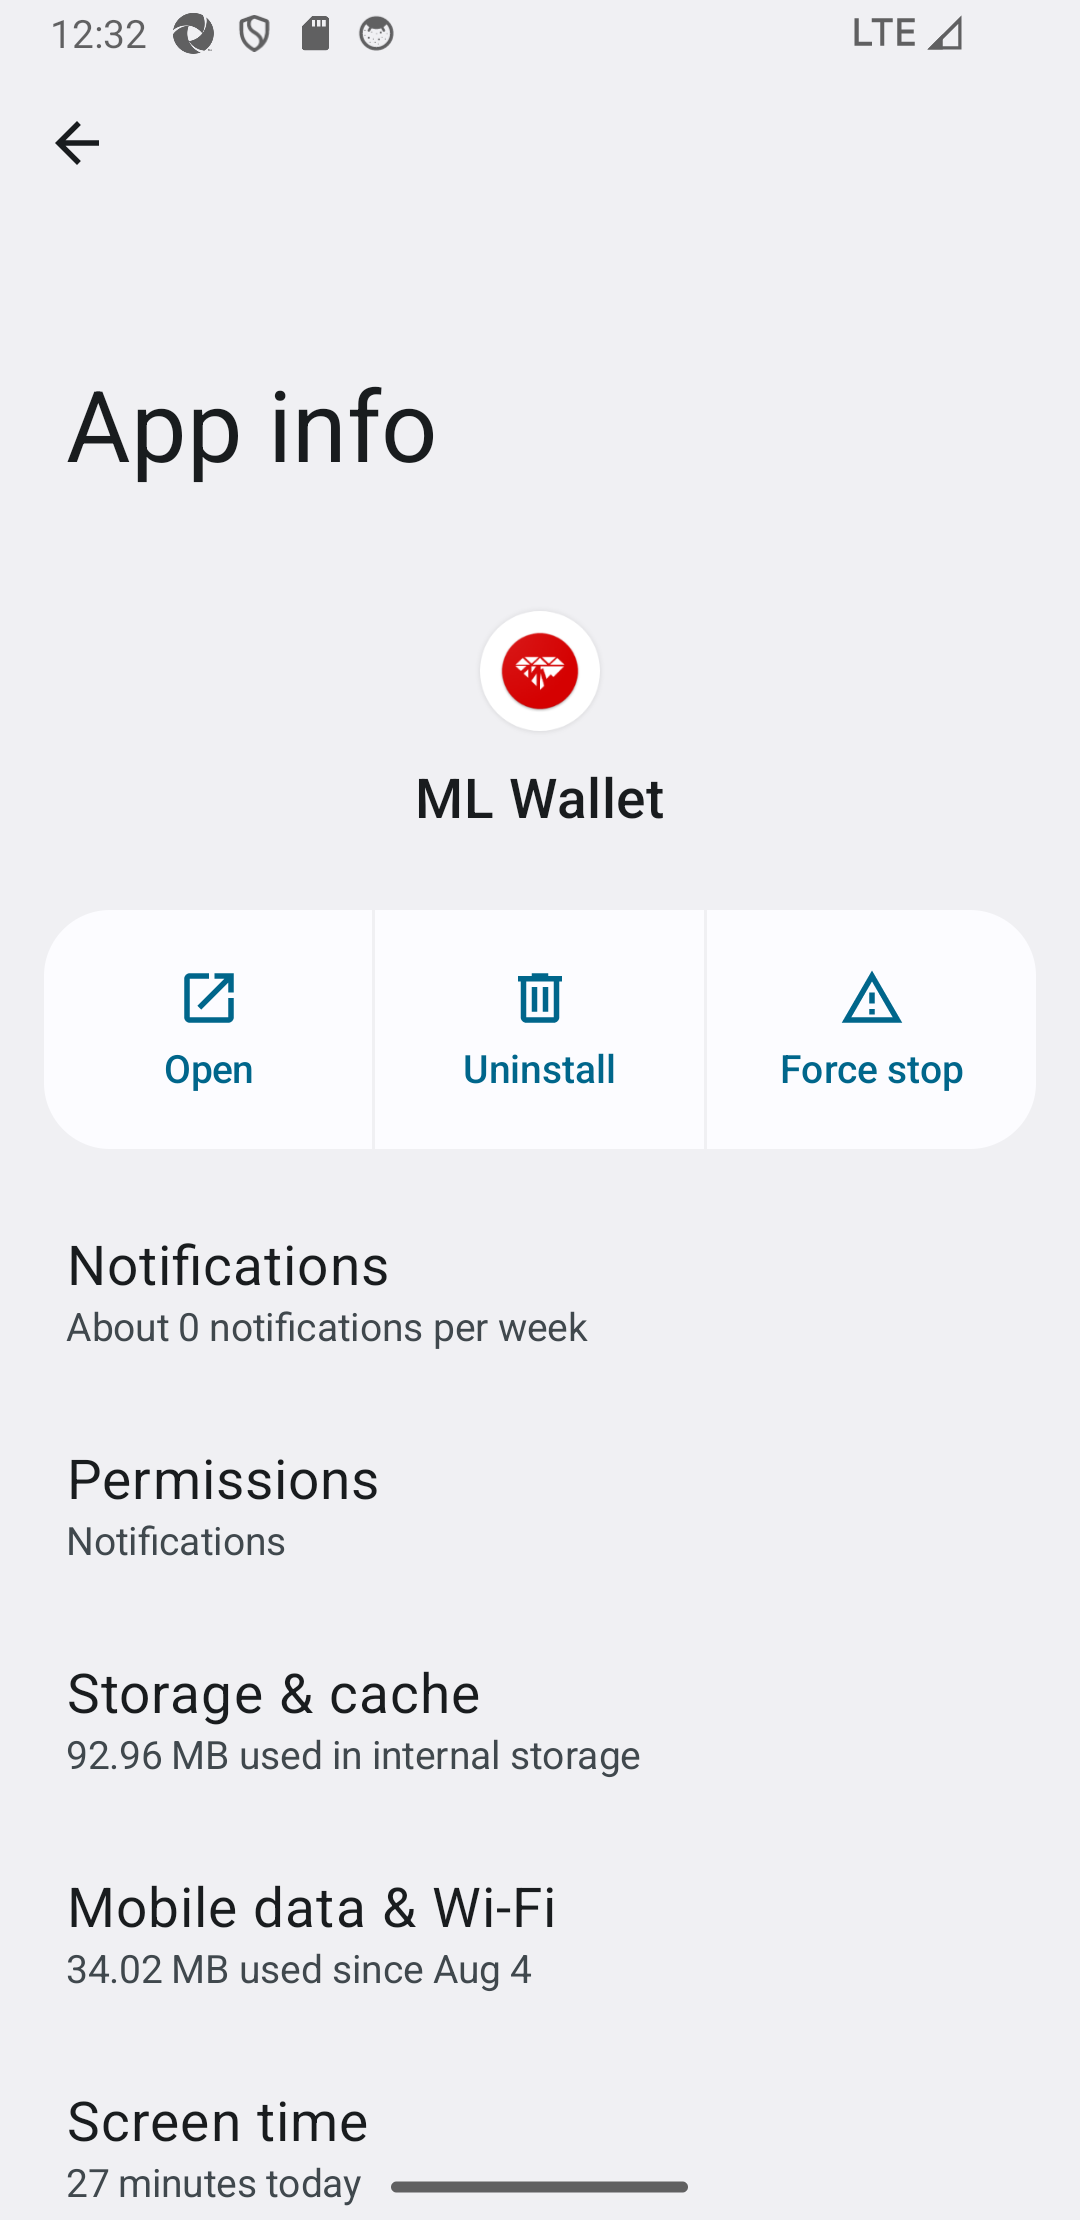 12:32
LTE
App info
ML Wallet
Open
Uninstall
Force stop
Notifications
About 0 notifications per week
Permissions
Notifications
Storage & cache
92.96 MB used in internal storage
Mobile data & Wi-Fi
34.02 MB used since Aug 4
Screen time
27 minutes today